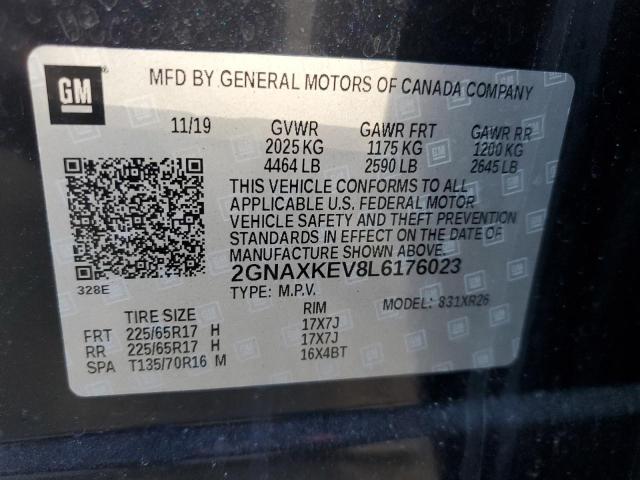 GM
MFD BY GENERAL MOTORS OF CANADA COMPANY
11/19 GVWR GAWR FRT GAWR RR
2025 KG 1175 KG 1200 KG
4464 LB 2590 LB 2645 LB
THIS VEHICLE CONFORMS TO ALL
APPLICABLE U.S. FEDERAL MOTOR
VEHICLE SAFETY AND THEFT PREVENTION
STANDARDS IN EFFECT ON THE DATE OF
MANUFACTURE SHOWN ABOVE.
2GNAXKEV8L6176023
328E
TYPE: M.P.V. MODEL: 831XR26
TIRE SIZE RIM
FRT 225/65R17 H 17X7J
RR 225/65R17 H 17X7J
SPA T135/70R16 M 16X4BT